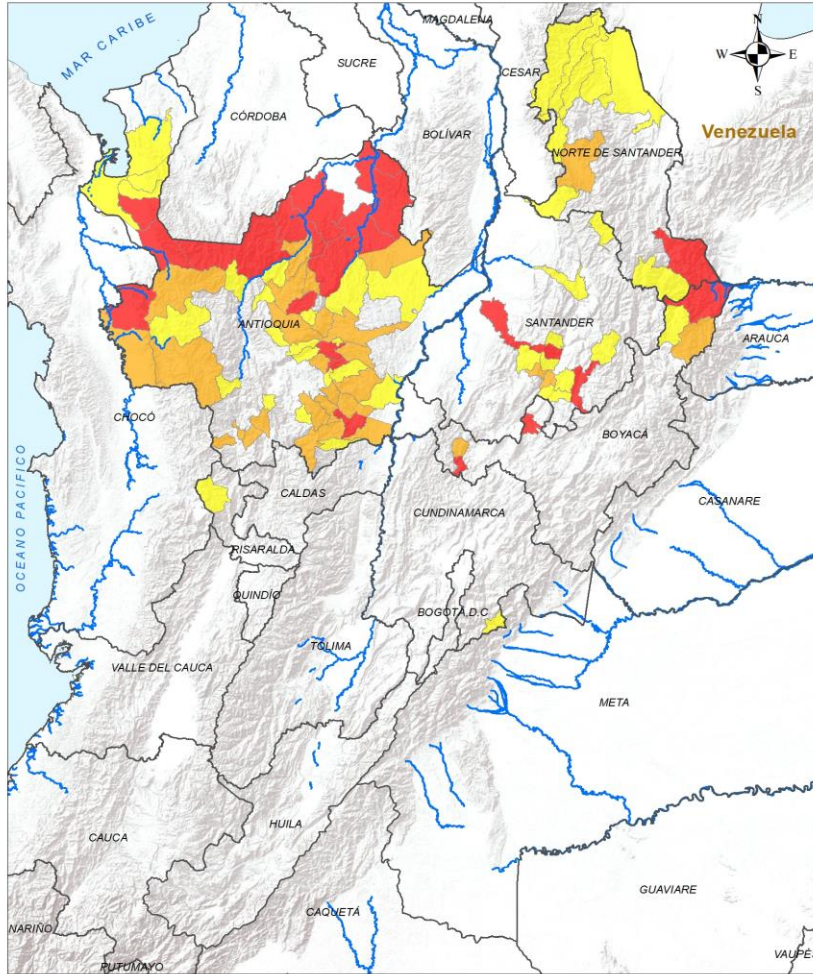 MAGDALENA
N
MAR CARIBE
SUCRE
CESAR
W
E
S
CÓRDOBA
BOLÍVAR
Venezuela
NORTE DE SANTANDER
ANTIOQUIA
SANTANDER
ARAUCA
CHOCÓ
BOYACÁ
OCEANO PACIFICO
CALDAS
CUNDINAMARCA
CASANARE
RISARALDA
QUINDÍO
BOGOTÁ, D.C
TOLIMA
VALLE DEL CAUCA
META
HUILA
CAUCA
GUAVIARE
CAQUETÁ
NARIÑO
PUTUMAYO
VAUPÉS